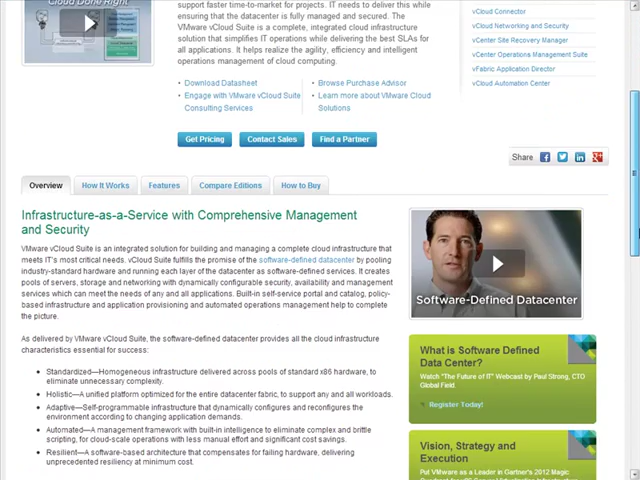 Cloud Done Right
support faster time-to-market for projects. IT needs to deliver this while
ensuring that the datacenter is fully managed and secured. The
VMware vCloud Suite is a complete, integrated cloud infrastructure
solution that simplifies IT operations while delivering the best SLAs for
all applications. It helps realize the agility, efficiency and intelligent
operations management of cloud computing.
Download Datasheet
Engage with VMware vCloud Suite
Consulting Services
Browse Purchase Advisor
Learn more about VMware Cloud
Solutions
Get Pricing
Contact Sales
Find a Partner
vCloud Connector
vCloud Networking and Security
vCenter Site Recovery Manager
vCenter Operations Management Suite
vFabric Application Director
vCloud Automation Center
Share
Overview
How It Works
Features
Compare Editions
How to Buy
Infrastructure-as-a-Service with Comprehensive Management
and Security
VMware vCloud Suite is an integrated solution for building and managing a complete cloud infrastructure that
meets IT's most critical needs. vCloud Suite fulfills the promise of the software-defined datacenter by pooling
industry-standard hardware and running each layer of the datacenter as software-defined services. It creates
pools of servers, storage and networking with dynamically configurable security, availability and management
services which can meet the needs of any and all applications. Built-in self-service portal and catalog, policy-
based infrastructure and application provisioning and automated operations management help to complete
the picture.
As delivered by VMware vCloud Suite, the software-defined datacenter provides all the cloud infrastructure
characteristics essential for success:
Standardized—Homogeneous infrastructure delivered across pools of standard x86 hardware, to
eliminate unnecessary complexity.
Holistic—A unified platform optimized for the entire datacenter fabric, to support any and all workloads.
Adaptive—Self-programmable infrastructure that dynamically configures and reconfigures the
environment according to changing application demands.
Automated—A management framework with built-in intelligence to eliminate complex and brittle
scripting, for cloud-scale operations with less manual effort and significant cost savings.
Resilient—A software-based architecture that compensates for failing hardware, delivering
unprecedented resiliency at minimum cost.
Software-Defined Datacenter
What is Software Defined
Data Center?
Watch "The Future of IT" Webcast by Paul Strong, CTO
Global Field.
Register Today!
Vision, Strategy and
Execution
Put VMware as a Leader in Gartner's 2012 Magic